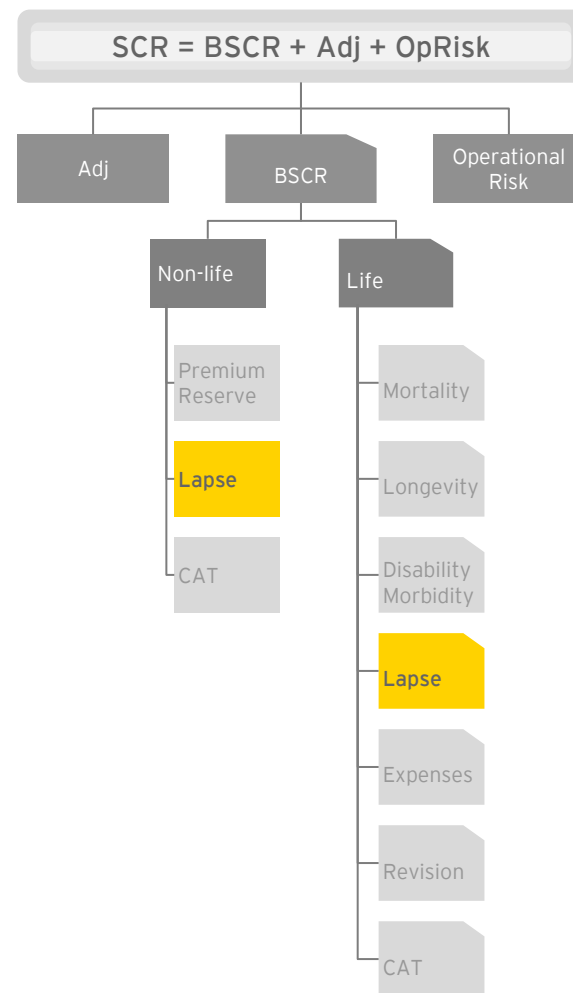 SCR = BSCR + Adj + OpRisk
Adj
BSCR
Operational
Risk
Non-life
Life
Premium
Reserve
Lapse
CAT
Mortality
Longevity
Disability
Morbidity
Lapse
Expenses
Revision
CAT